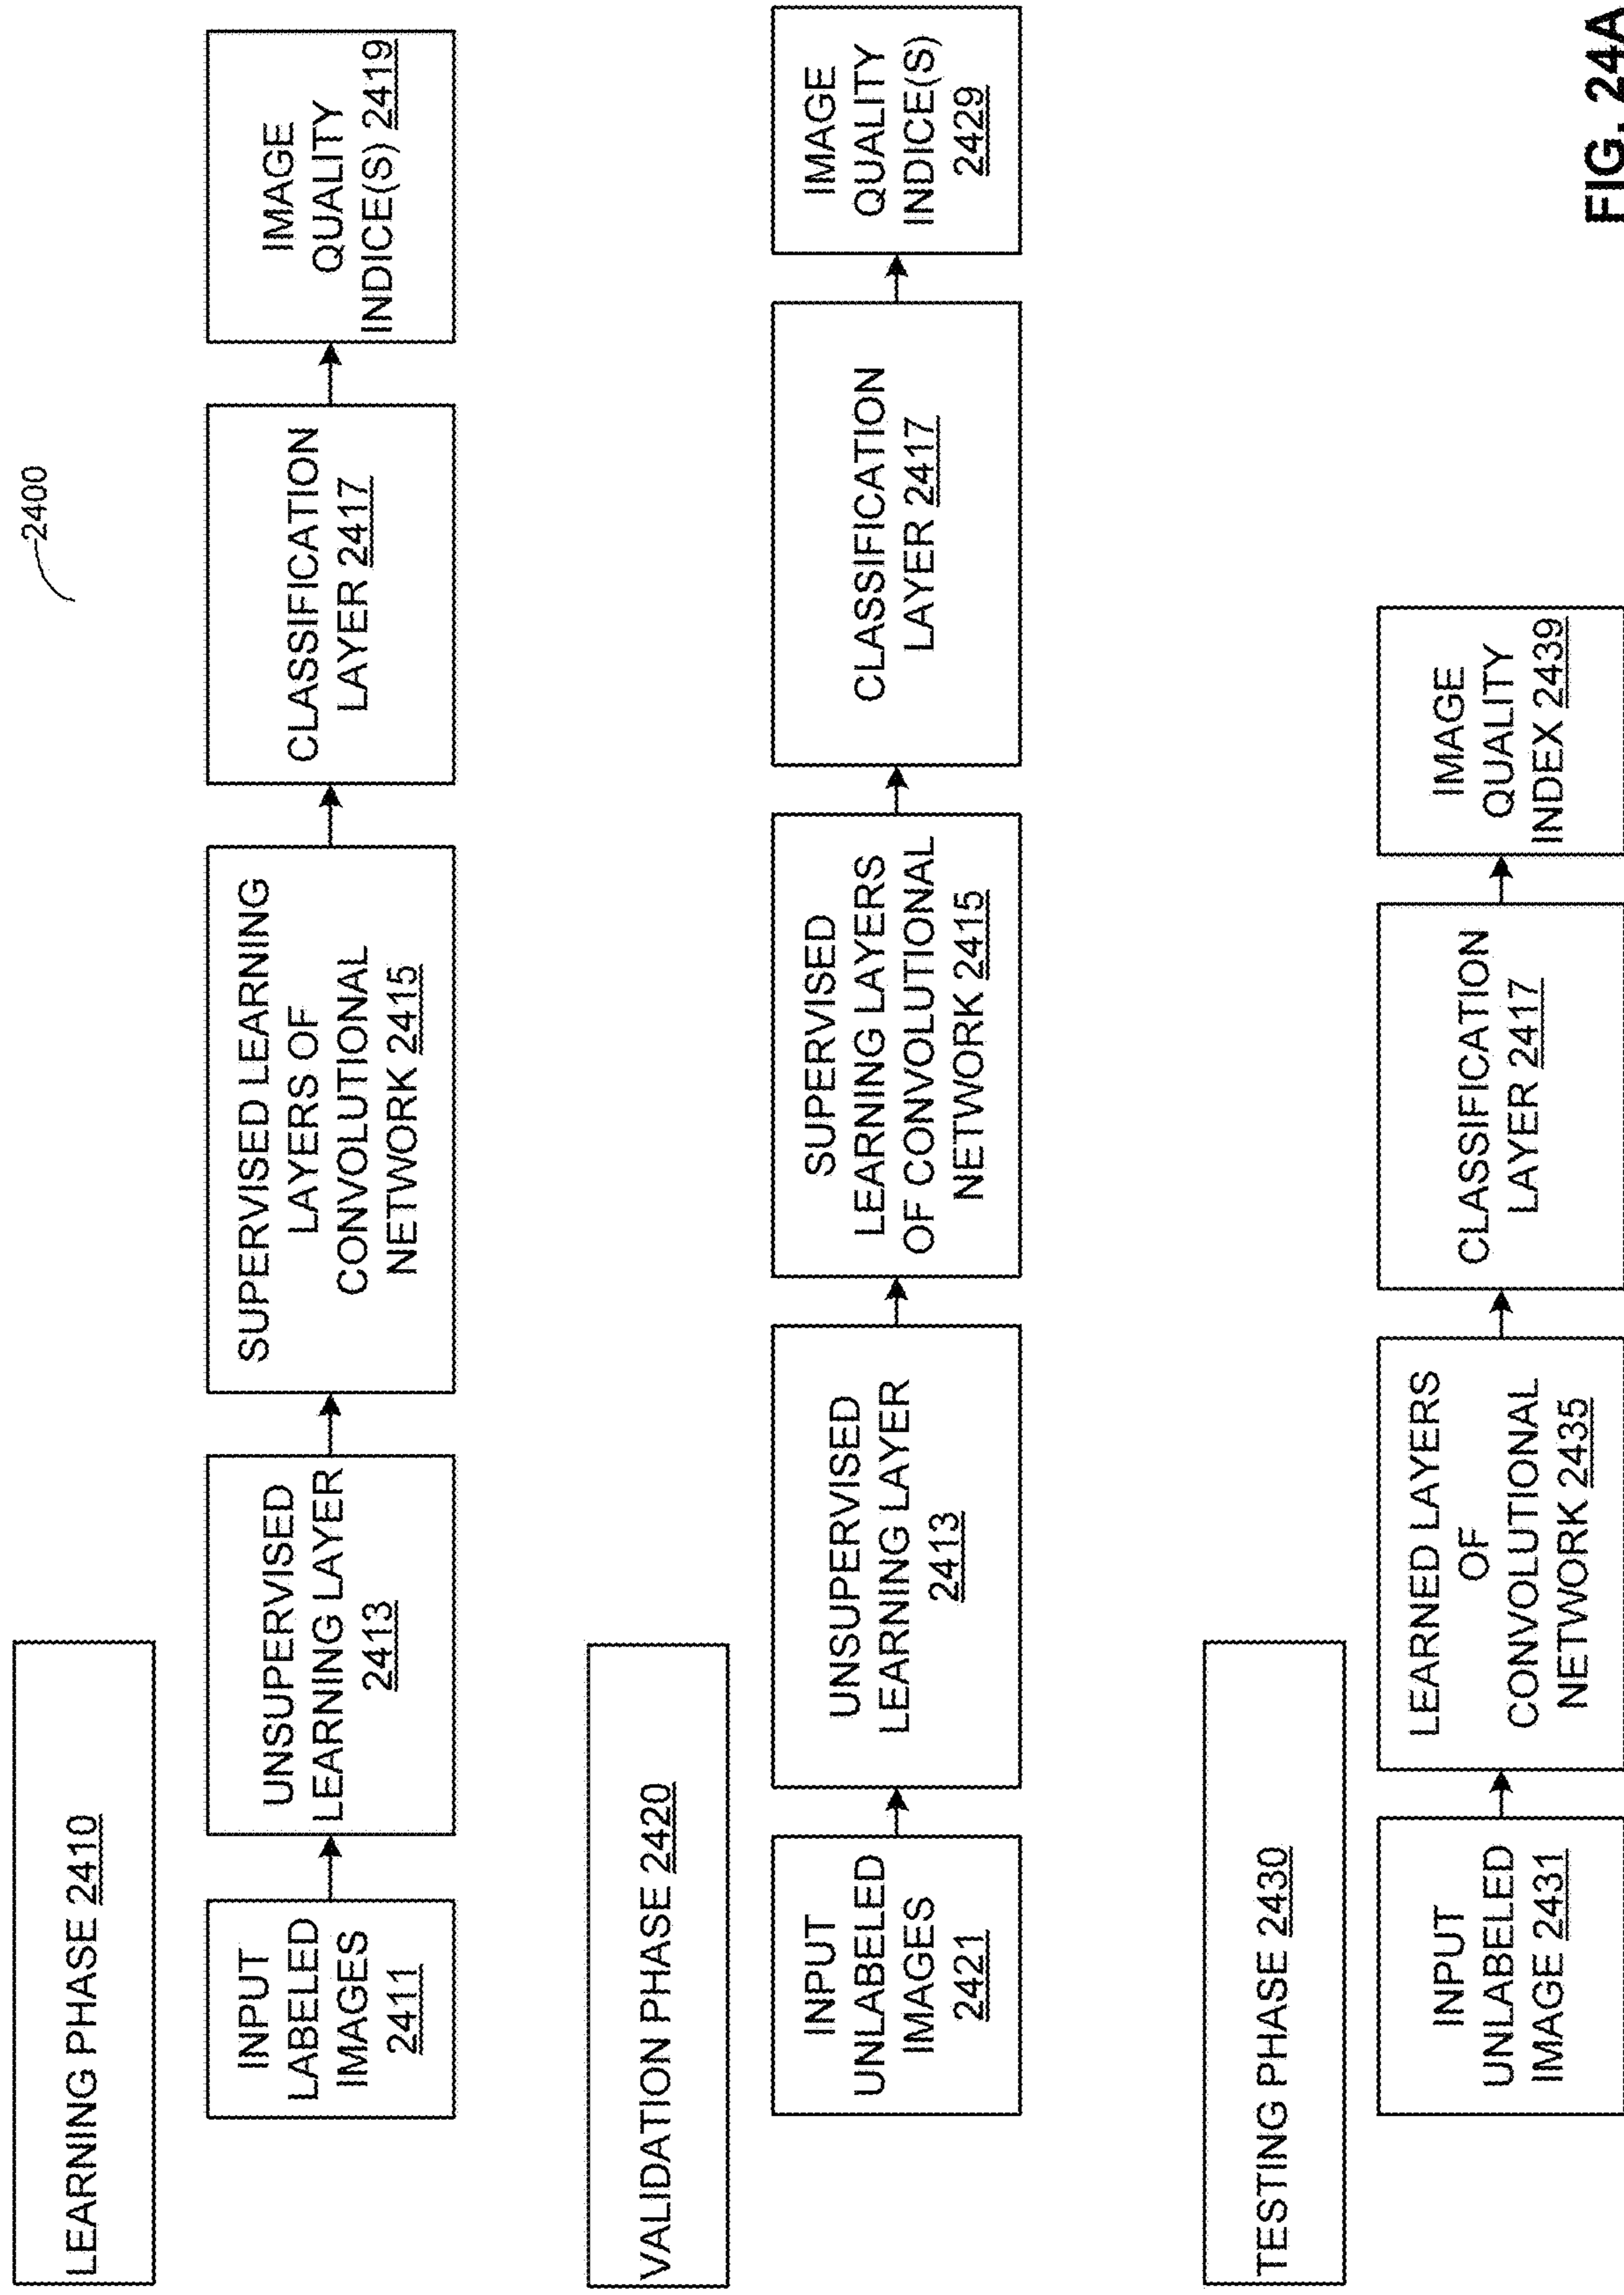 2400
LEARNING PHASE 2410
INPUT
LABELED
IMAGES
2411
UNSUPERVISED
LEARNING LAYER
2413
SUPERVISED LEARNING
LAYERS OF
CONVOLUTIONAL
NETWORK 2415
CLASSIFICATION
LAYER 2417
IMAGE
QUALITY
INDICE(S) 2419
VALIDATION PHASE 2420
INPUT
UNLABELED
IMAGES
2421
UNSUPERVISED
LEARNING LAYER
2413
SUPERVISED
LEARNING LAYERS
OF CONVOLUTIONAL
NETWORK 2415
CLASSIFICATION
LAYER 2417
IMAGE
QUALITY
INDICE(S)
2429
TESTING PHASE 2430
INPUT
UNLABELED
IMAGE 2431
LEARNED LAYERS
OF
CONVOLUTIONAL
NETWORK 2435
CLASSIFICATION
LAYER 2417
IMAGE
QUALITY
INDEX 2439
FIG. 24A